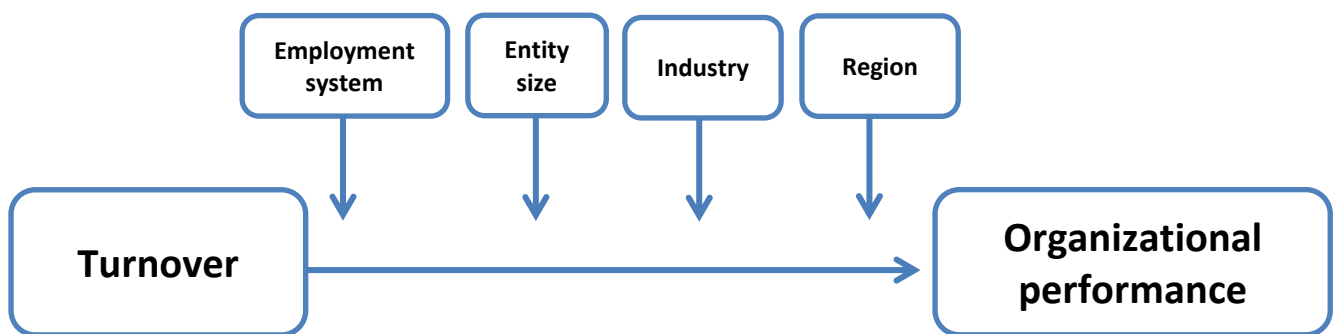 Employment
system
Entity
size
Industry
Region
Turnover
Organizational
performance